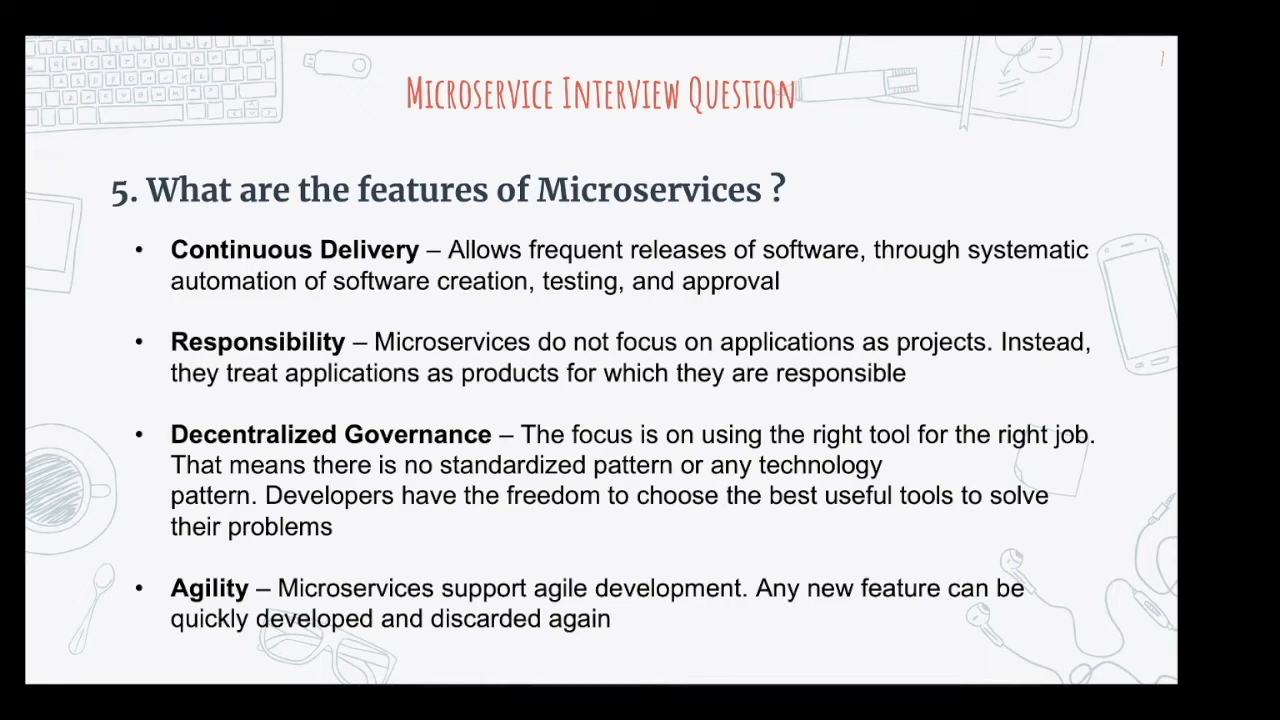 Microservice Interview Question
5. What are the features of Microservices ?
• Continuous Delivery – Allows frequent releases of software, through systematic
automation of software creation, testing, and approval
• Responsibility – Microservices do not focus on applications as projects. Instead,
they treat applications as products for which they are responsible
• Decentralized Governance – The focus is on using the right tool for the right job.
That means there is no standardized pattern or any technology
pattern. Developers have the freedom to choose the best useful tools to solve
their problems
• Agility – Microservices support agile development. Any new feature can be
quickly developed and discarded again